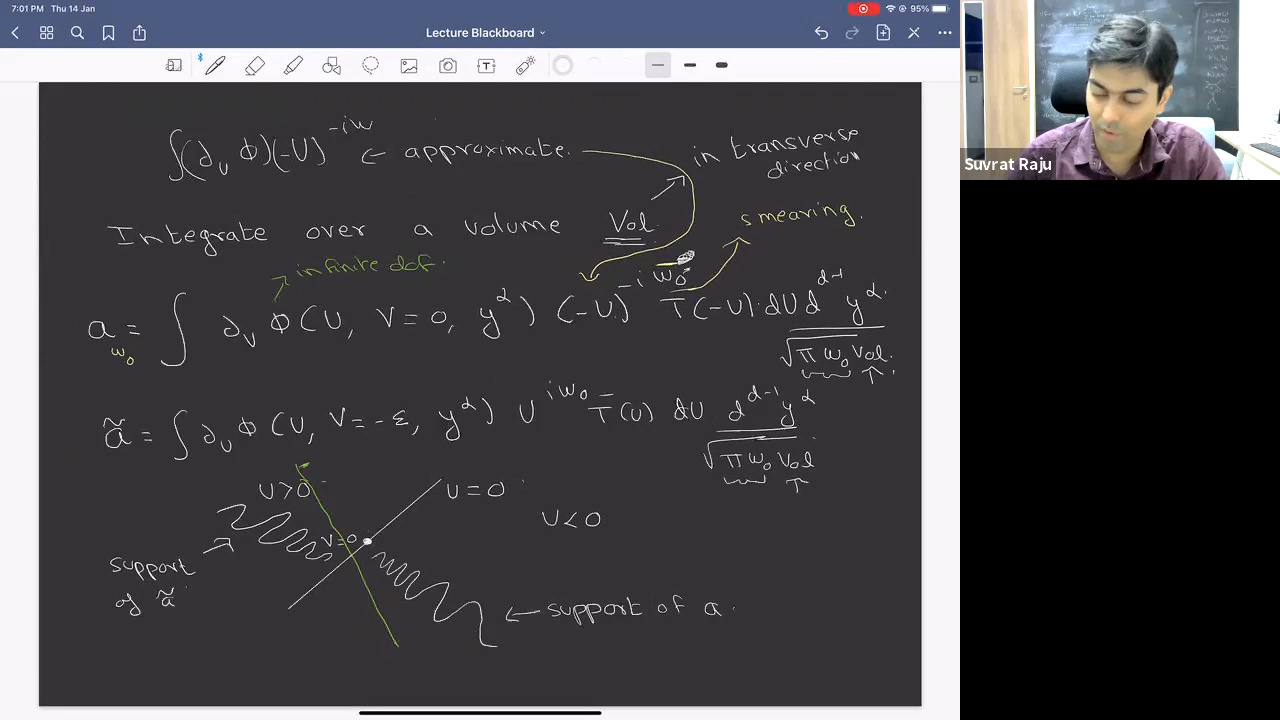 7:01 PM Thu 14 Jan
95%
Lecture Blackboard
Suvrat Raju
∫(∂_U Φ)(-U)^{-iω} ← approximate.
in transverse
direction
Integrate over a volume Vol.
smearing.
infinite dof.
a_{ω₀} = ∫ ∂_U Φ(U, V=0, y^α) (-U)^{-iω₀} T(-U) dU d^{d-1}y^α
√πω₀ Vol.
ã = ∫ ∂_U Φ(U, V=-ε, y^α) U^{iω₀} T̄(U) dU d^{d-1}y^α
√πω₀ Vol
U>0
U=0
U<0
V=0
support
of ã
← support of a.